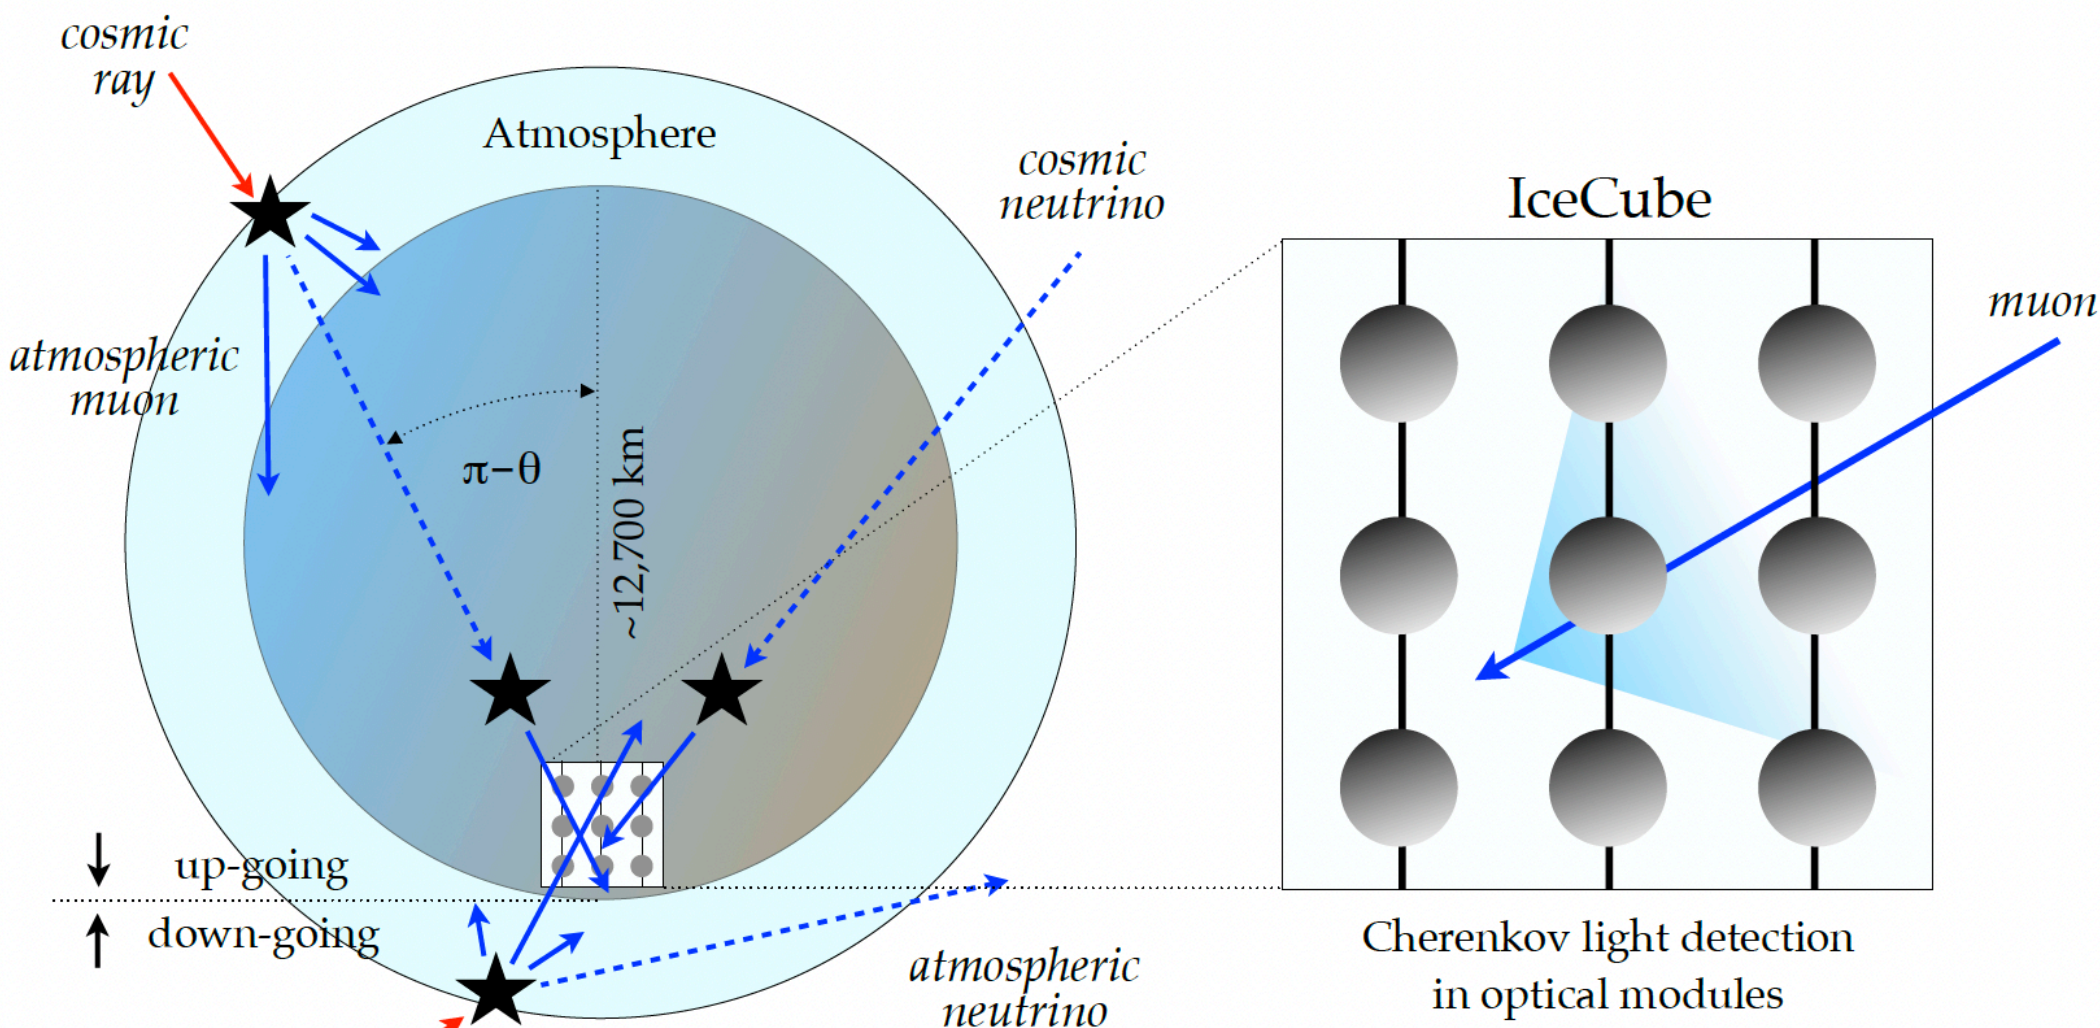 cosmic
ray
Atmosphere
cosmic
neutrino
IceCube
muon
atmospheric
muon
π−θ
~12,700 km
up-going
down-going
atmospheric
neutrino
Cherenkov light detection
in optical modules